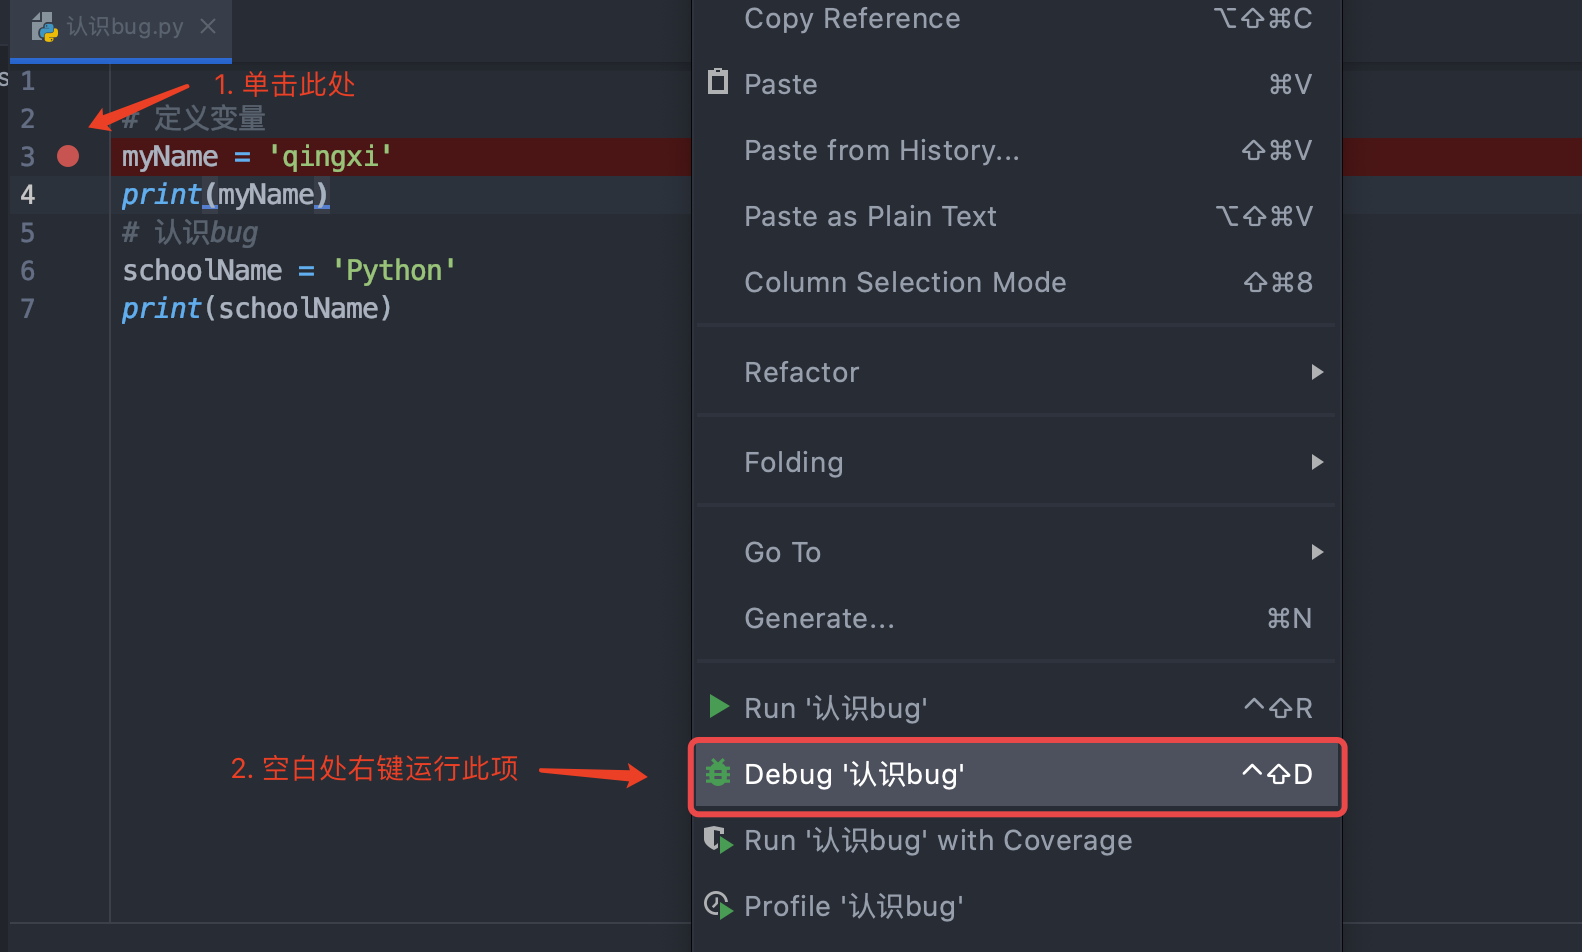 认识bug.py
s
1
1. 单击此处
2 # 定义变量
3 myName = 'qingxi'
4 print(myName)
5 # 认识bug
6 schoolName = 'Python'
7 print(schoolName)
2. 空白处右键运行此项
Copy Reference ⌥⇧⌘C
Paste ⌘V
Paste from History... ⇧⌘V
Paste as Plain Text ⌥⇧⌘V
Column Selection Mode ⇧⌘8
Refactor
Folding
Go To
Generate... ⌘N
Run '认识bug' ^⇧R
Debug '认识bug' ^⇧D
Run '认识bug' with Coverage
Profile '认识bug'